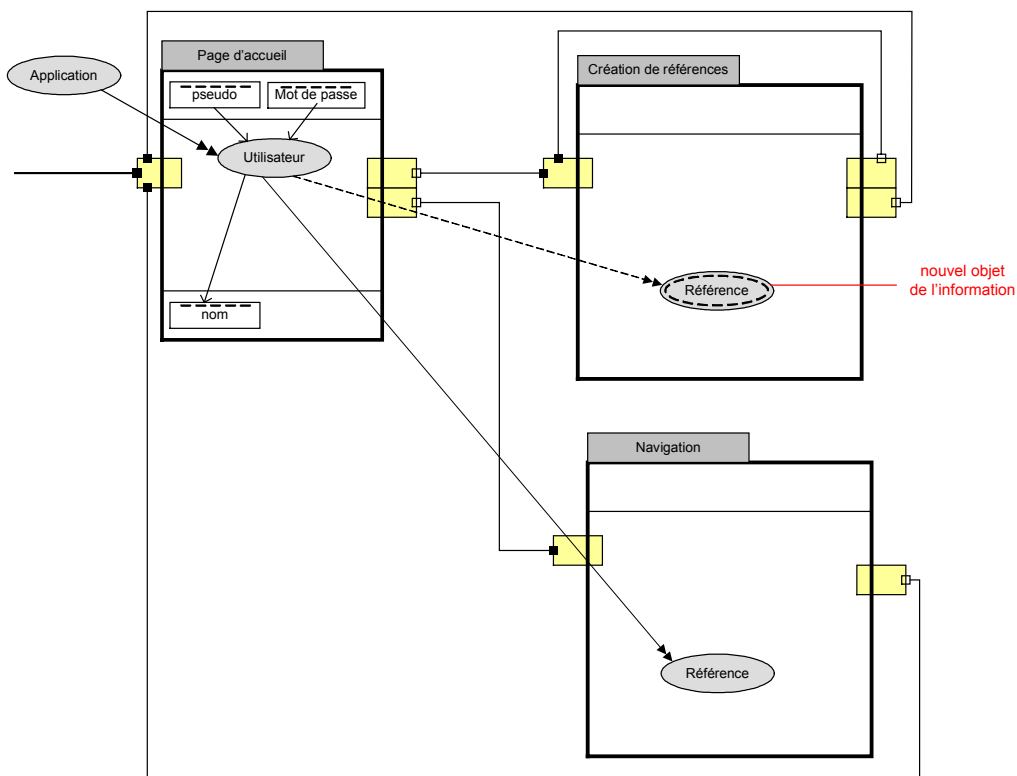 Page d'accueil
Application
Création de références
pseudo
Mot de passe
Utilisateur
nouvel objet
de l'information
Référence
nom
Navigation
Référence